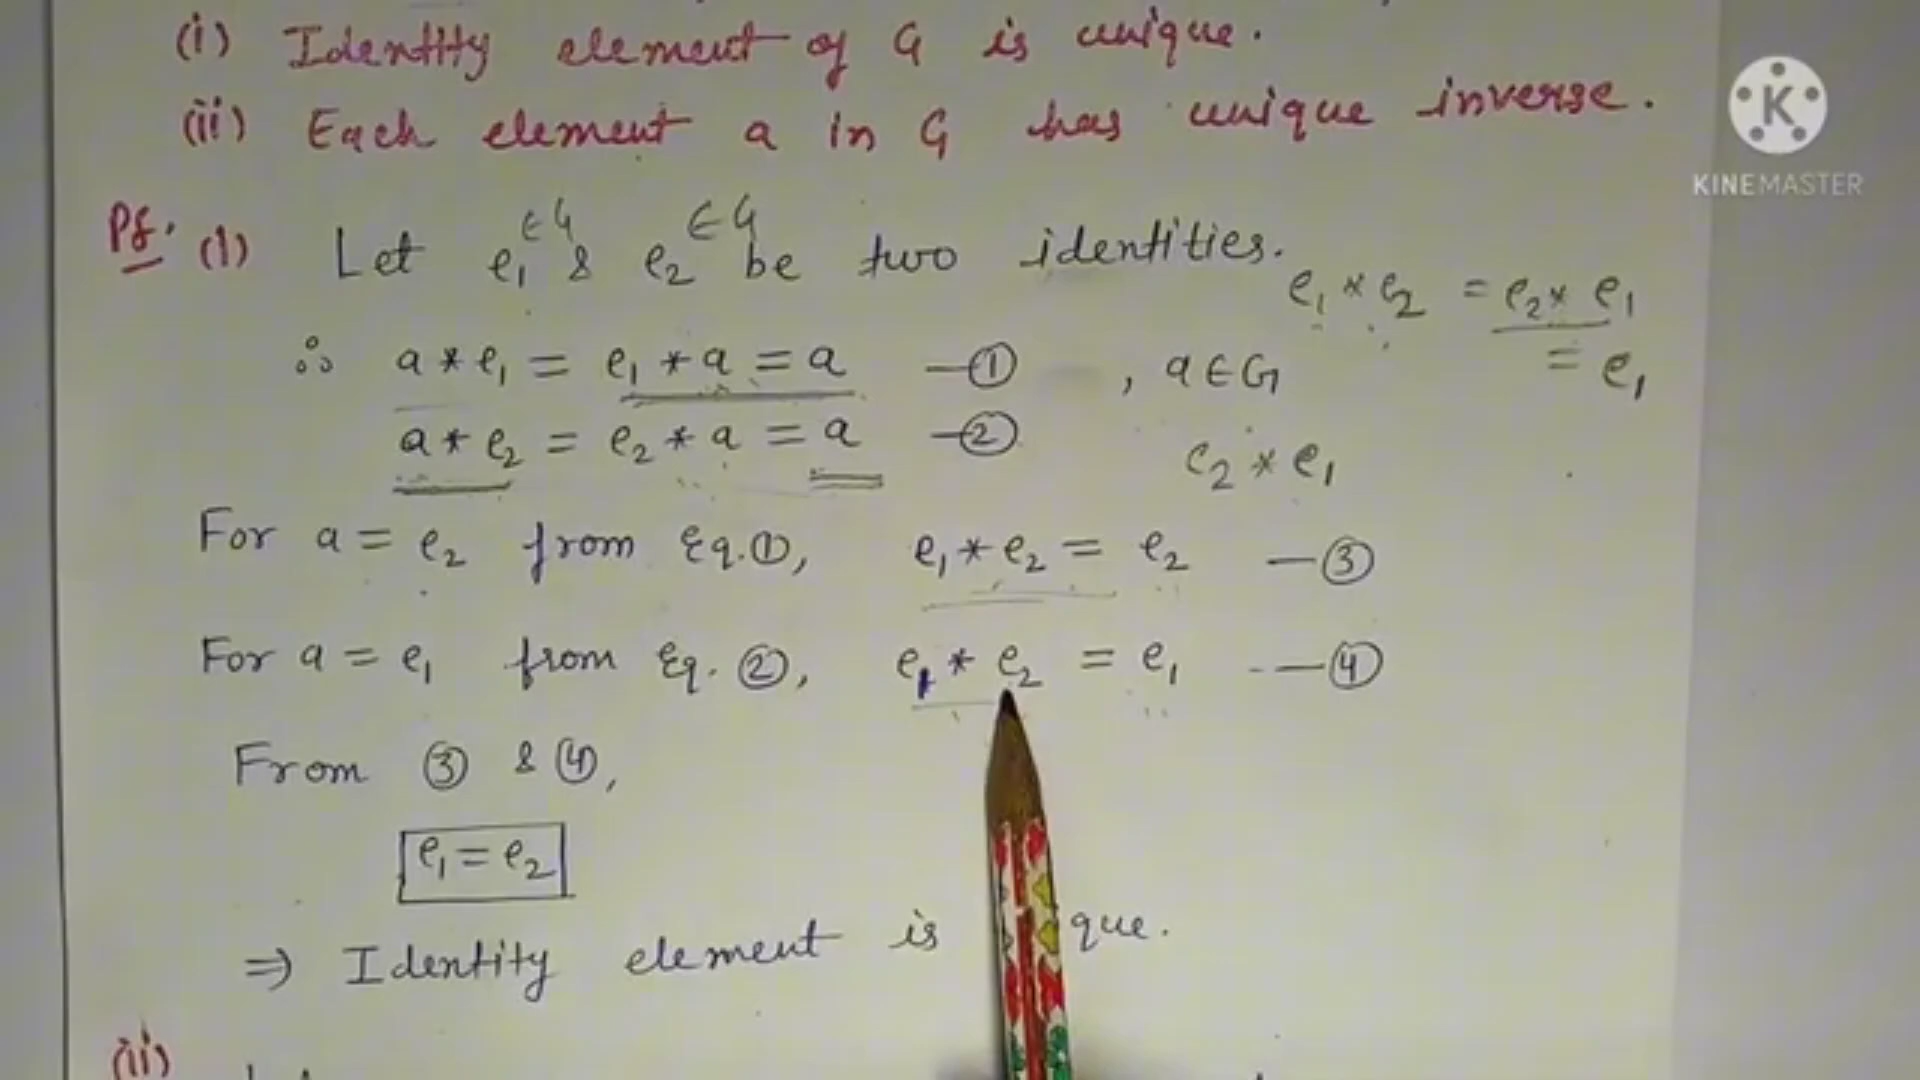 (i) Identity element of G is unique.
(ii) Each element a in G has unique inverse.
KINEMASTER
Pf. (i) Let e₁ ∈G & e₂ ∈G be two identities.
e₁ * e₂ = e₂ * e₁
= e₁
∴ a * e₁ = e₁ * a = a —① , a ∈ G
a * e₂ = e₂ * a = a —②
e₂ * e₁
For a = e₂ from Eq.①, e₁ * e₂ = e₂ —③
For a = e₁ from Eq. ②, e₁ * e₂ = e₁ —④
From ③ & ④,
e₁ = e₂
⇒ Identity element is que.
(ii)